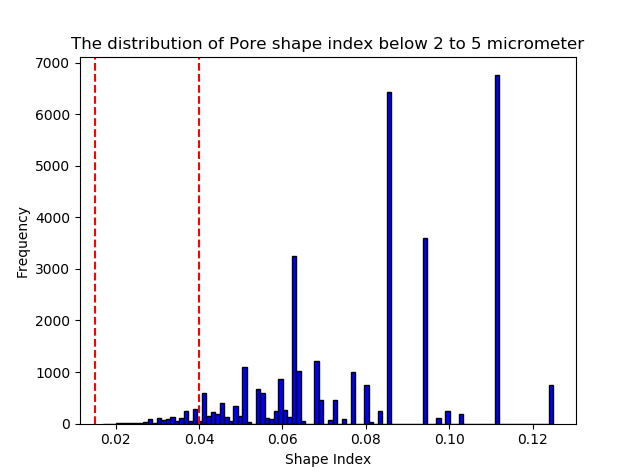 The distribution of Pore shape index below 2 to 5 micrometer
7000
6000
5000
4000
3000
2000
1000
0
Frequency
0.02 0.04 0.06 0.08 0.10 0.12
Shape Index